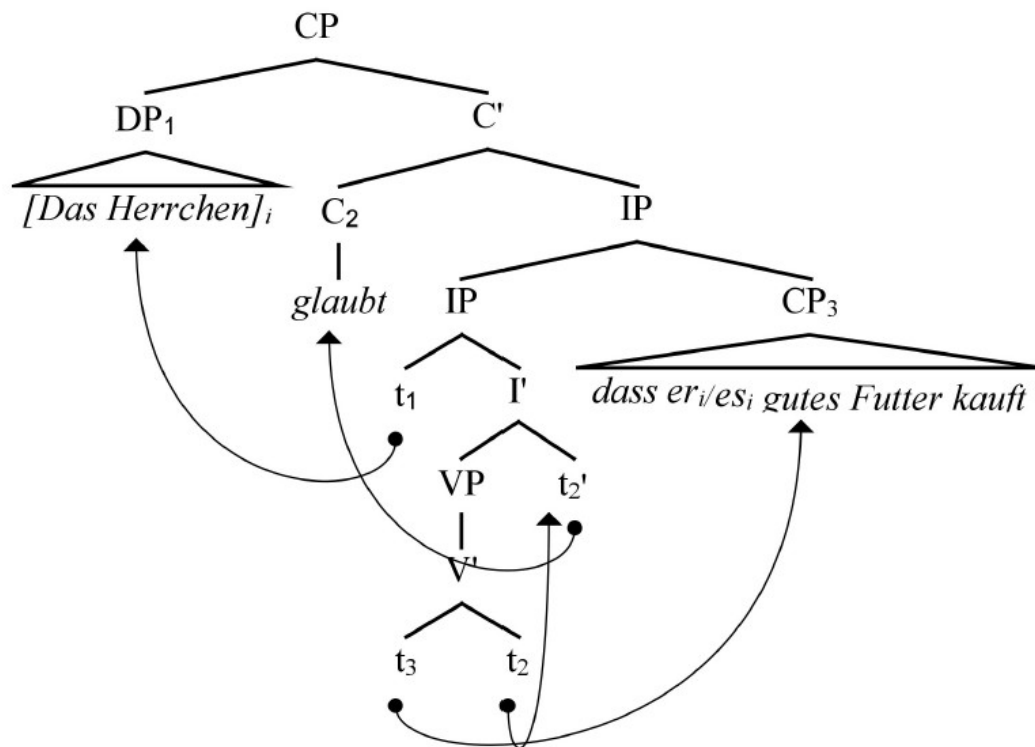 CP
DP₁ C'
[Das Herrchen]ᵢ C₂ IP
glaubt IP CP₃
t₁ I' dass erᵢ/esᵢ gutes Futter kauft
VP t₂'
V'
t₃ t₂